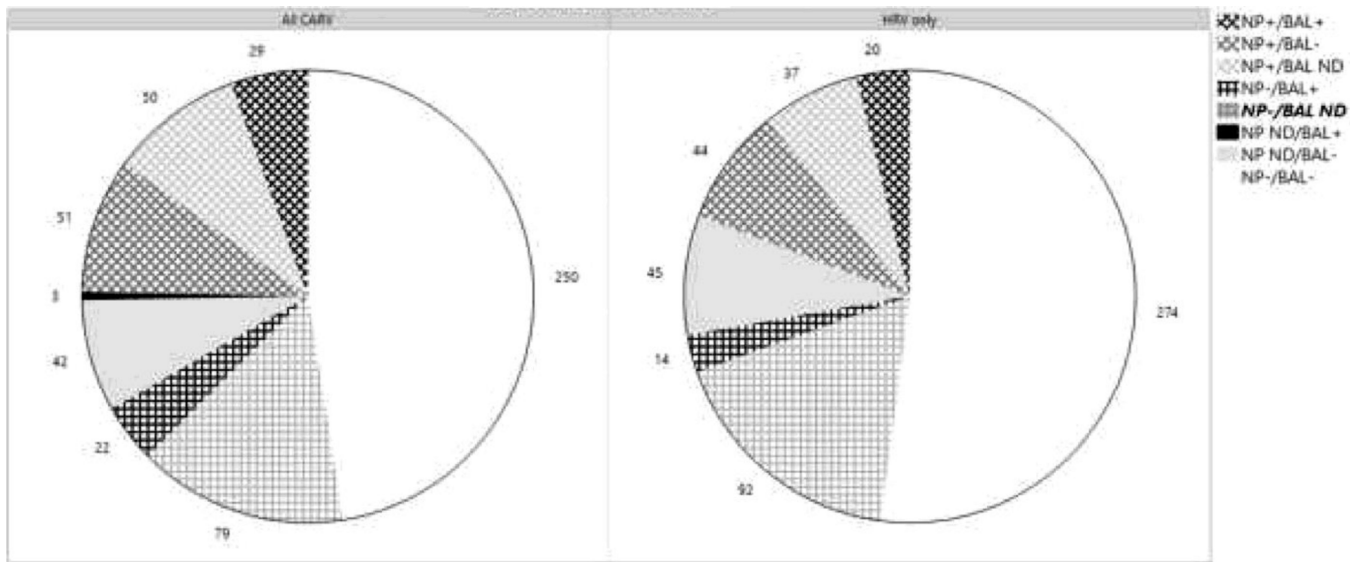 All CARV
HRV only
29
50
51
3
42
22
79
250
20
37
44
45
14
92
274
NP+/BAL+
NP+/BAL-
NP+/BAL ND
NP-/BAL+
NP-/BAL ND
NP ND/BAL+
NP ND/BAL-
NP-/BAL-